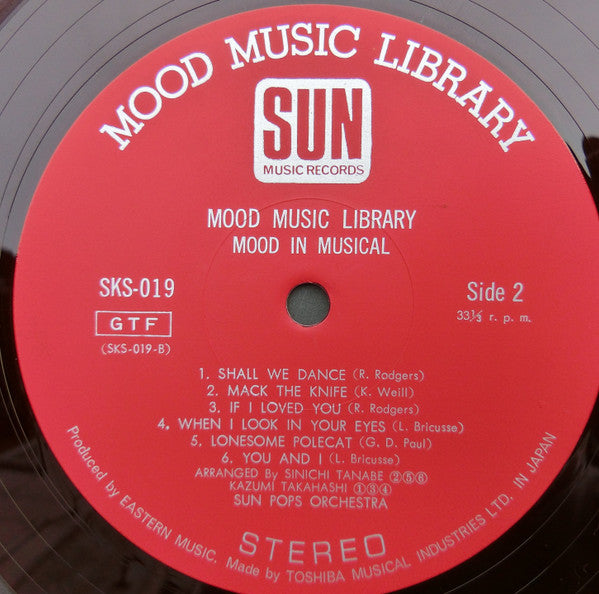 MOOD MUSIC LIBRARY
SUN
MUSIC RECORDS
MOOD MUSIC LIBRARY
MOOD IN MUSICAL
SKS-019
Side 2
GTF
33⅓ r. p. m.
(SKS-019-B)
1. SHALL WE DANCE (R. Rodgers)
2. MACK THE KNIFE (K. Weill)
3. IF I LOVED YOU (R. Rodgers)
4. WHEN I LOOK IN YOUR EYES (L. Bricusse)
5. LONESOME POLECAT (G. D. Paul)
6. YOU AND I (L. Bricusse)
ARRANGED By SINICHI TANABE ②⑤⑥
KAZUMI TAKAHASHI ①③④
SUN POPS ORCHESTRA
STEREO
Produced by EASTERN MUSIC. Made by TOSHIBA MUSICAL INDUSTRIES LTD. IN JAPAN